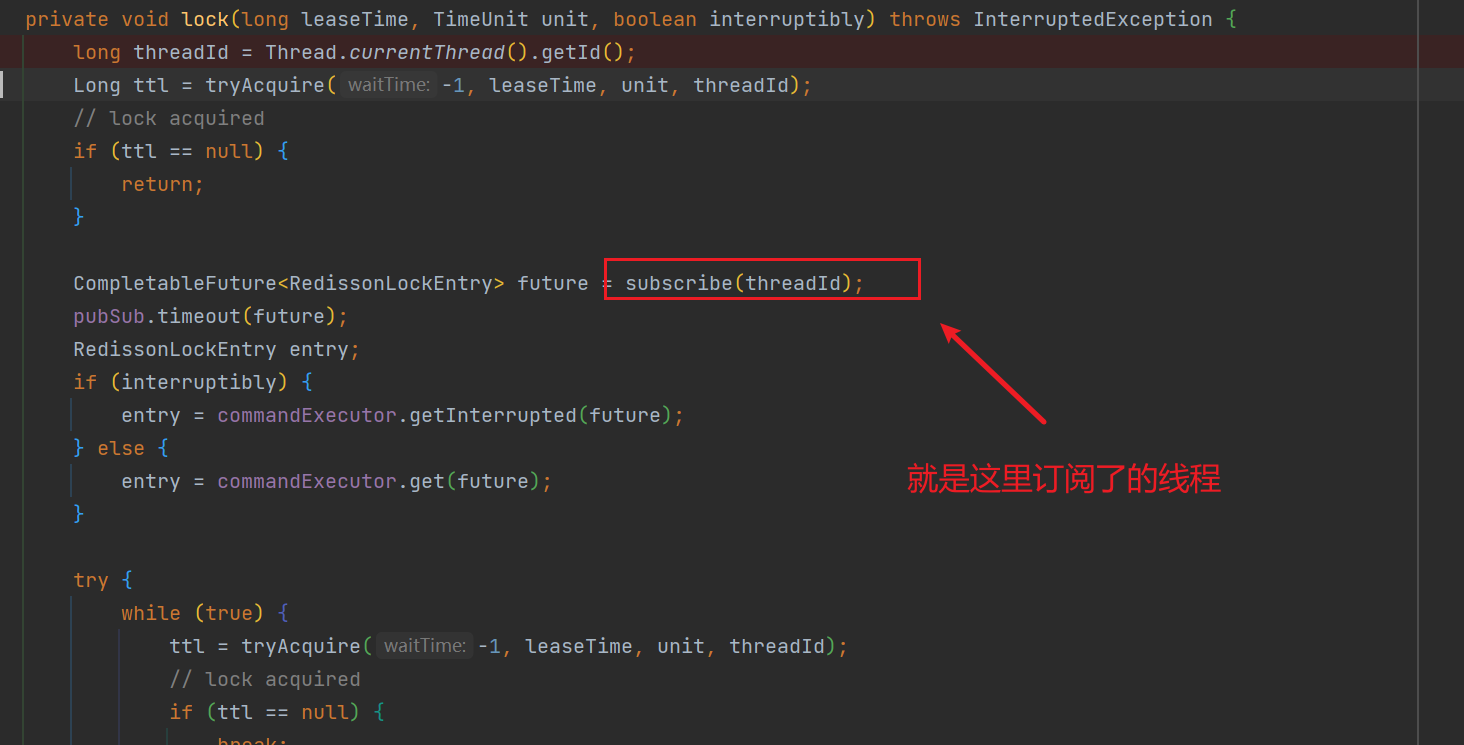 private void lock(long leaseTime, TimeUnit unit, boolean interruptibly) throws InterruptedException {
long threadId = Thread.currentThread().getId();
Long ttl = tryAcquire( waitTime: -1, leaseTime, unit, threadId);
// lock acquired
if (ttl == null) {
return;
}
CompletableFuture<RedissonLockEntry> future = subscribe(threadId);
pubSub.timeout(future);
RedissonLockEntry entry;
if (interruptibly) {
entry = commandExecutor.getInterrupted(future);
} else {
entry = commandExecutor.get(future);
就是这里订阅了的线程
}
try {
while (true) {
ttl = tryAcquire( waitTime: -1, leaseTime, unit, threadId);
// lock acquired
if (ttl == null) {
break;